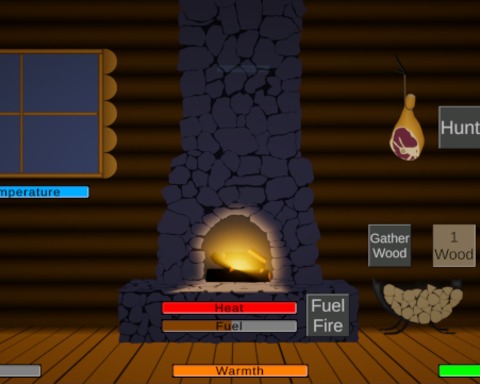 Hunt
mperature
Gather
Wood
1
Wood
Heat
Fuel
Fuel
Fire
Warmth